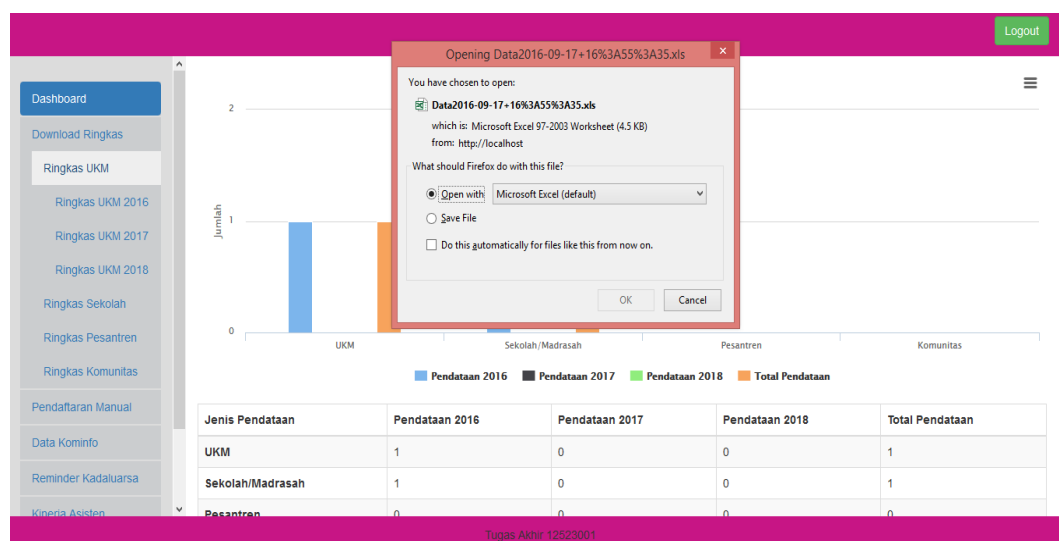 Logout
Opening Data2016-09-17+16%3A55%3A35.xls
x
You have chosen to open:
Data2016-09-17+16%3A55%3A35.xls
which is: Microsoft Excel 97-2003 Worksheet (4.5 KB)
from: http://localhost
What should Firefox do with this file?
Open with Microsoft Excel (default)
Save File
Do this automatically for files like this from now on.
OK Cancel
Dashboard
Download Ringkas
Ringkas UKM
Ringkas UKM 2016
Ringkas UKM 2017
Ringkas UKM 2018
Ringkas Sekolah
Ringkas Pesantren
Ringkas Komunitas
Pendaftaran Manual
Data Kominfo
Reminder Kadaluarsa
Kinerja Asisten
Jumlah
2
1
0
UKM Sekolah/Madrasah Pesantren Komunitas
Pendataan 2016 Pendataan 2017 Pendataan 2018 Total Pendataan
Jenis Pendataan Pendataan 2016 Pendataan 2017 Pendataan 2018 Total Pendataan
UKM 1 0 0 1
Sekolah/Madrasah 1 0 0 1
Pesantren 0 0 0 0
Tugas Akhir 12523001